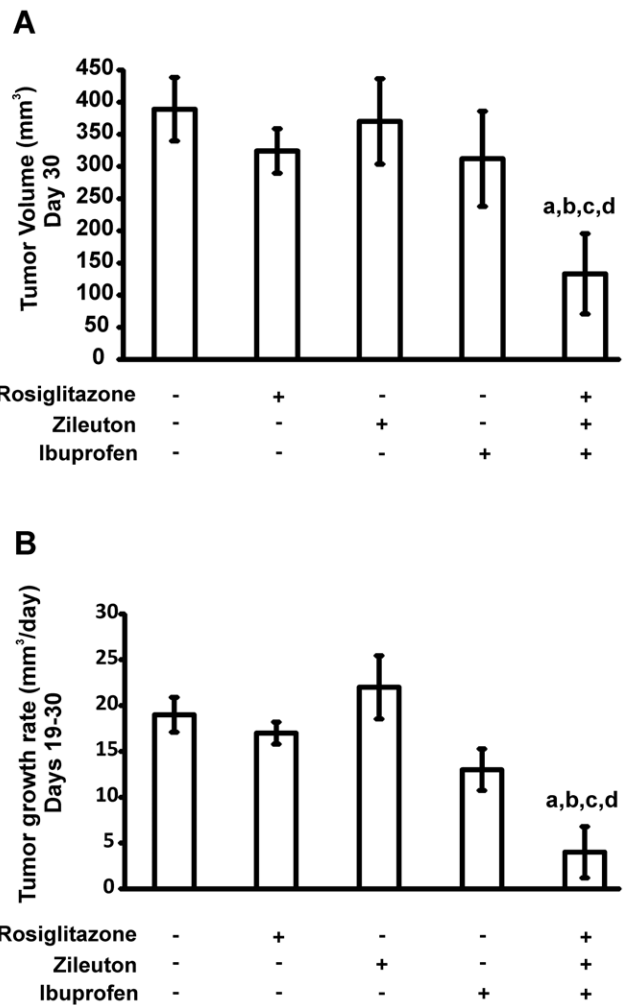 A
Tumor Volume (mm³)
Day 30
450
400
350
300
250
200
150
100
50
0
a,b,c,d
Rosiglitazone - + - - +
Zileuton - - + - +
Ibuprofen - - - + +
B
Tumor growth rate (mm³/day)
Days 19-30
30
25
20
15
10
5
0
a,b,c,d
Rosiglitazone - + - - +
Zileuton - - + - +
Ibuprofen - - - + +